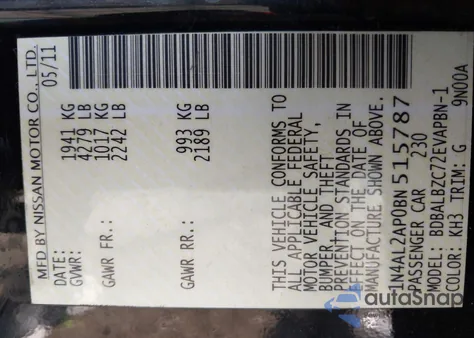 MFD BY NISSAN MOTOR CO., LTD.
DATE: 05/11
GVWR: 1941 KG
4279 LB
GAWR FR.: 1017 KG
2242 LB
GAWR RR.: 993 KG
2189 LB
THIS VEHICLE CONFORMS TO
ALL APPLICABLE FEDERAL
MOTOR VEHICLE SAFETY,
BUMPER, AND THEFT
PREVENTION STANDARDS IN
EFFECT ON THE DATE OF
MANUFACTURE SHOWN ABOVE.
1N4AL2AP0BN 515787
PASSENGER CAR 230
MODEL: BDBALBZC72EVAPBN-1
COLOR: KH3 TRIM: G 9N00A
autoSnap